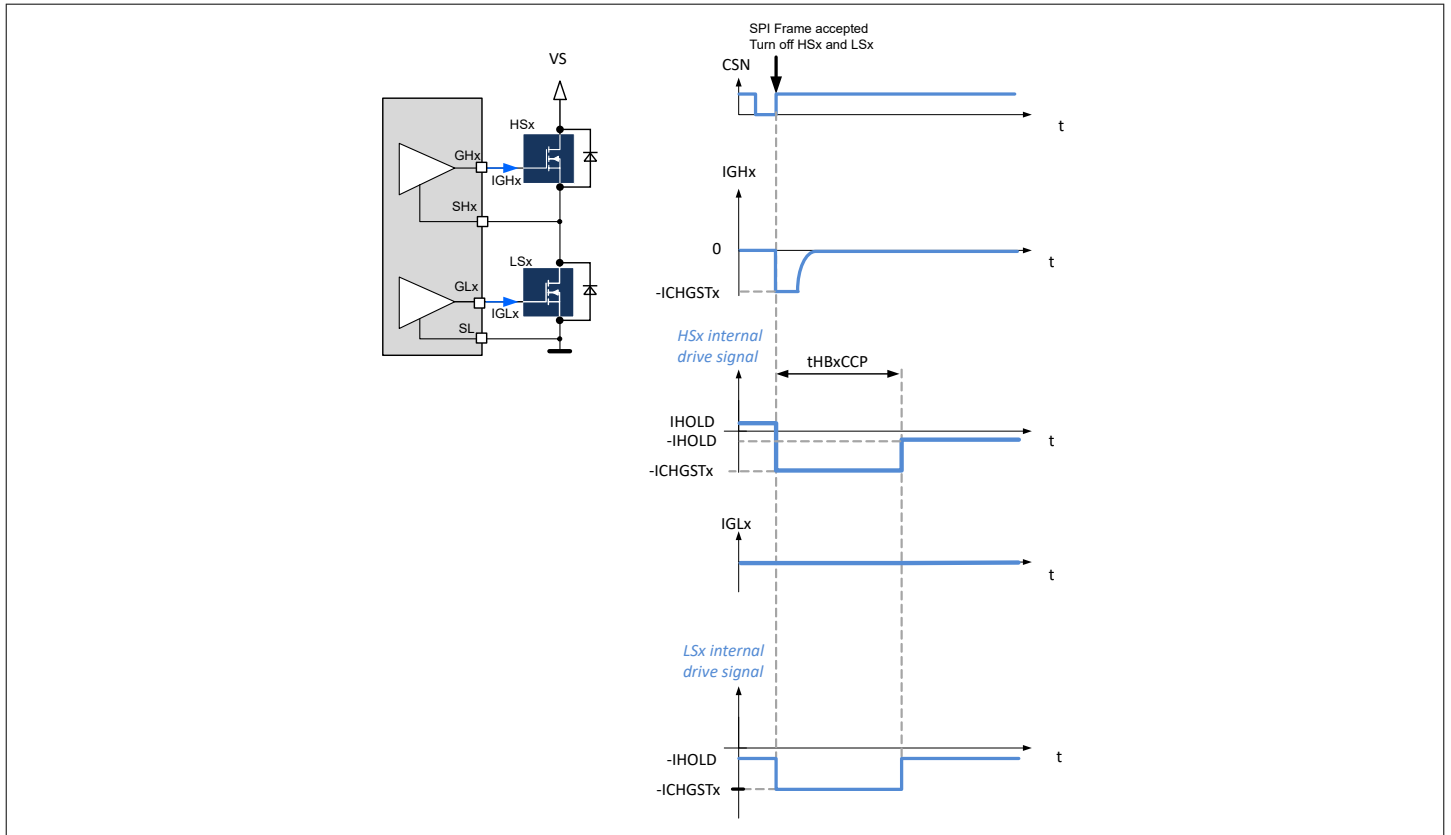 SPI Frame accepted
Turn off HSx and LSx
VS
CSN
t
HSx
GHx
IGHx
SHx
LSx
GLx
IGLx
SL
IGHx
0
t
-ICHGSTx
HSx internal
drive signal
tHBxCCP
IHOLD
-IHOLD
t
-ICHGSTx
IGLx
t
LSx internal
drive signal
-IHOLD
t
-ICHGSTx